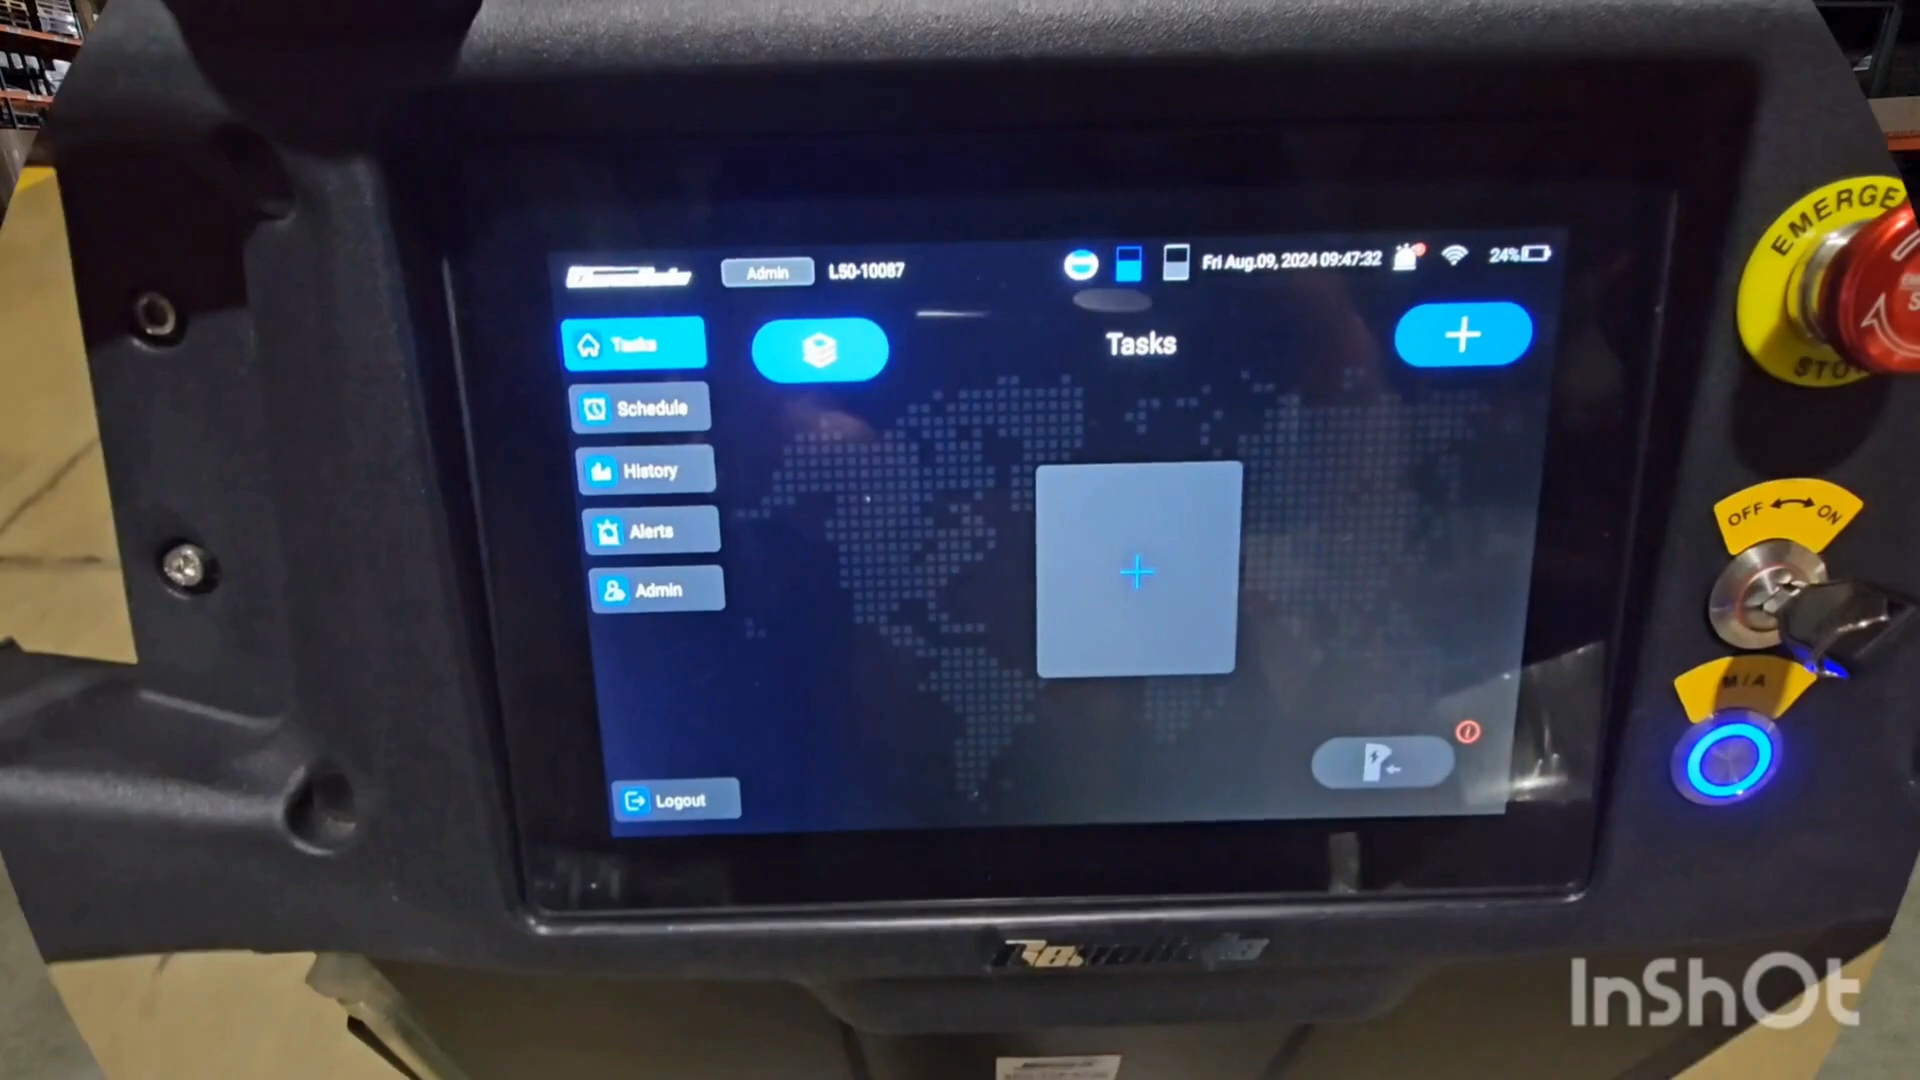 Admin L50-10087 Fri Aug.09, 2024 09:47:32 24%
Tasks
Tasks
Schedule
History
Alerts
Admin
Logout
EMERGE
STO
OFF ON
M/A
InShOt